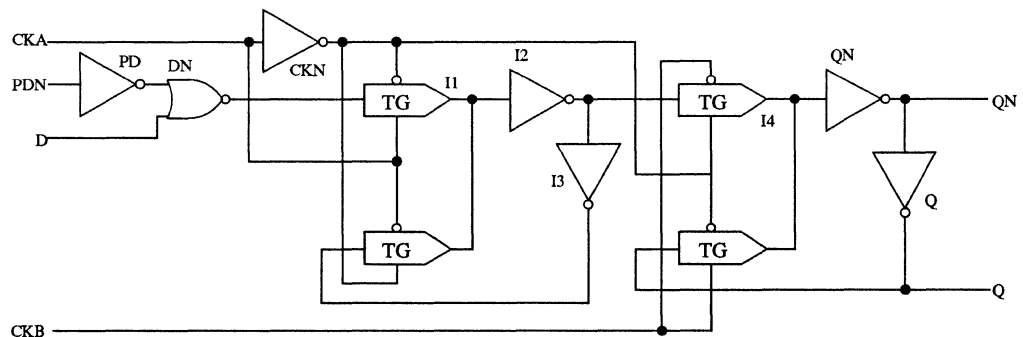 CKA
PD
DN
CKN
I2
QN
PDN
TG
I1
TG
I4
QN
D
I3
Q
TG
TG
Q
CKB